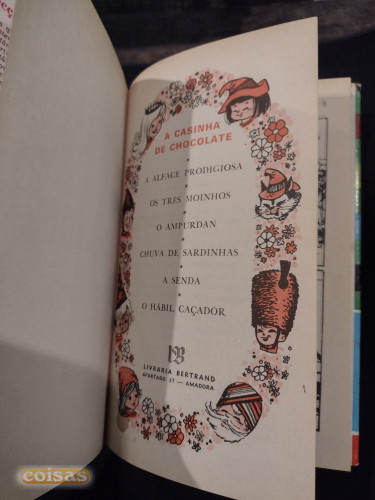 A CASINHA
DE CHOCOLATE
A ALFACE PRODIGIOSA
OS TRÊS MOINHOS
O AMPURDAN
CHUVA DE SARDINHAS
A SENDA
O HÁBIL CAÇADOR
LIVRARIA BERTRAND
APARTADO 37 — AMADORA
coisas